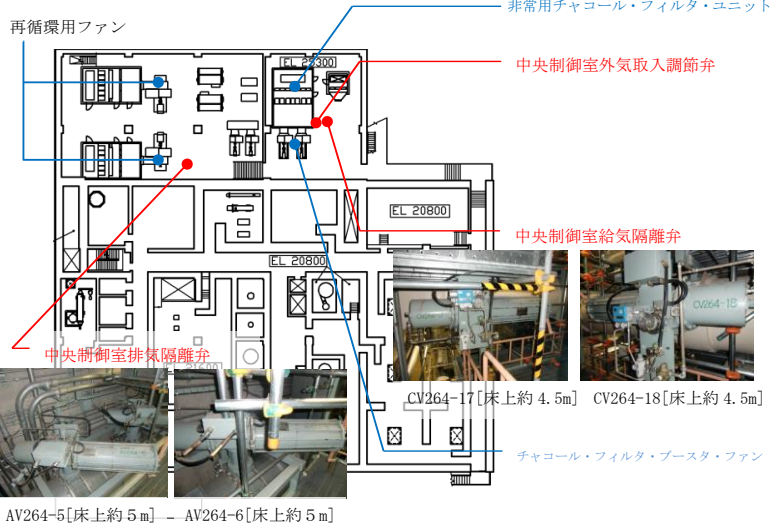 非常用チャコール・フィルタ・ユニット
再循環用ファン
EL 25300
中央制御室外気取入調節弁
EL 20800
中央制御室給気隔離弁
EL 20800
CV264-18
中央制御室排気隔離弁
CV264-17[床上約 4.5m] CV264-18[床上約 4.5m]
チャコール・フィルタ・ブースタ・ファン
AV264-5[床上約５m] AV264-6[床上約５m]